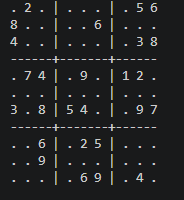 . 2 . | . . . | . 5 6
8 . . | . . 6 | . . .
4 . . | . . . | . 3 8
------+-------+------
. 7 4 | . 9 . | 1 2 .
. . . | . . . | . . .
3 . 8 | 5 4 . | . 9 7
------+-------+------
. . 6 | . 2 5 | . . .
. . 9 | . . . | . . .
. . . | . 6 9 | . 4 .